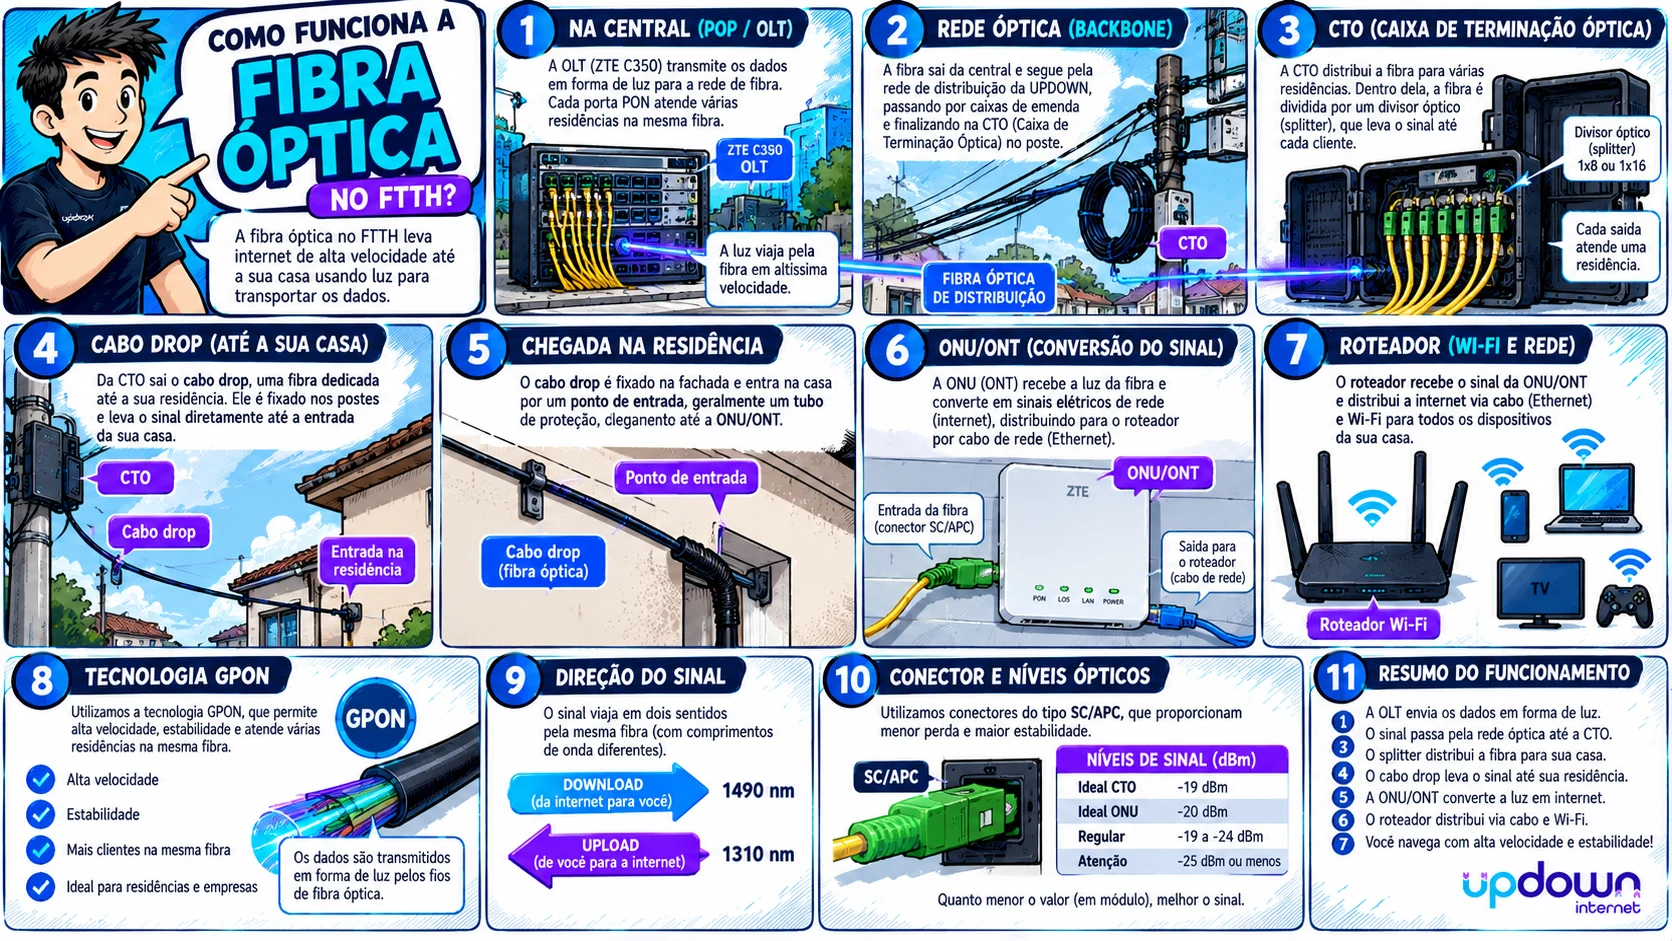 COMO FUNCIONA A
FIBRA
ÓPTICA
NO FTTH?
A fibra óptica no FTTH leva
internet de alta velocidade até
a sua casa usando luz para
transportar os dados.
1
NA CENTRAL (POP / OLT)
A OLT (ZTE C350) transmite os dados
em forma de luz para a rede de fibra.
Cada porta PON atende várias
residências na mesma fibra.
ZTE C390
OLT
A luz viaja pela
fibra em altissima
velocidade.
2
REDE ÓPTICA (BACKBONE)
A fibra sai da central e segue pela
rede de distribuição da UPDOWN,
passando por caixas de emenda
e finalizando na CTO (Caixa de
Terminação Óptica) no poste.
CTO
FIBRA ÓPTICA
DE DISTRIBUIÇÃO
3
CTO (CAIXA DE TERMINAÇÃO ÓPTICA)
A CTO distribui a fibra para várias
residências. Dentro dela, a fibra é
dividida por um divisor óptico
(splitter), que leva o sinal até
cada cliente.
Divisor óptico
(splitter)
1x8 ou 1x16
Cada saida
atende uma
residência.
4
CABO DROP (ATÉ A SUA CASA)
Da CTO sai o cabo drop, uma fibra dedicada
até a sua residência. Ele é fixado nos postes
e leva o sinal diretamente até a entrada
da sua casa.
CTO
Cabo drop
Entrada na
residência
5
CHEGADA NA RESIDÊNCIA
O cabo drop é fixado na fachada e entra na casa
por um ponto de entrada, geralmente um tubo
de proteção, cleganento até a ONU/ONT.
Ponto de entrada
Cabo drop
(fibra óptica)
6
ONU/ONT (CONVERSÃO DO SINAL)
A ONU (ONT) recebe a luz da fibra e
converte em sinais elétricos de rede
(internet), distribuindo para o roteador
por cabo de rede (Ethernet).
ONU/ONT
ZTE
Entrada da fibra
(conector SC/APC)
Saida para
o roteador
(cabo de rede)
PON LOS LAN POWER
7
ROTEADOR (WI-FI E REDE)
O roteador recebe o sinal da ONU/ONT
e distribui a internet via cabo (Ethernet)
e Wi-Fi para todos os dispositivos
da sua casa.
TV
Roteador Wi-Fi
8
TECNOLOGIA GPON
Utilizamos a tecnologia GPON, que permite
alta velocidade, estabilidade e atende várias
residências na mesma fibra.
GPON
Alta velocidade
Estabilidade
Mais clientes na mesma fibra
Ideal para residências e empresas
Os dados são transmitidos
em forma de luz pelos fios
de fibra óptica.
9
DIREÇÃO DO SINAL
O sinal viaja em dois sentidos
pela mesma fibra (com comprimentos
de onda diferentes).
DOWNLOAD
(da internet para você)
1490 nm
UPLOAD
(de você para a internet)
1310 nm
10
CONECTOR E NÍVEIS ÓPTICOS
Utilizamos conectores do tipo SC/APC, que proporcionam
menor perda e maior estabilidade.
SC/APC
NÍVEIS DE SINAL (dBm)
Ideal CTO -19 dBm
Ideal ONU -20 dBm
Regular -19 a -24 dBm
Atenção -25 dBm ou menos
Quanto menor o valor (em módulo), melhor o sinal.
11
RESUMO DO FUNCIONAMENTO
1 A OLT envia os dados em forma de luz.
O sinal passa pela rede óptica até a CTO.
3 O splitter distribui a fibra para sua casa.
4 O cabo drop leva o sinal até sua residência.
5 A ONU/ONT converte a luz em internet.
6 O roteador distribui via cabo e Wi-Fi.
7 Você navega com alta velocidade e estabilidade!
updown
internet